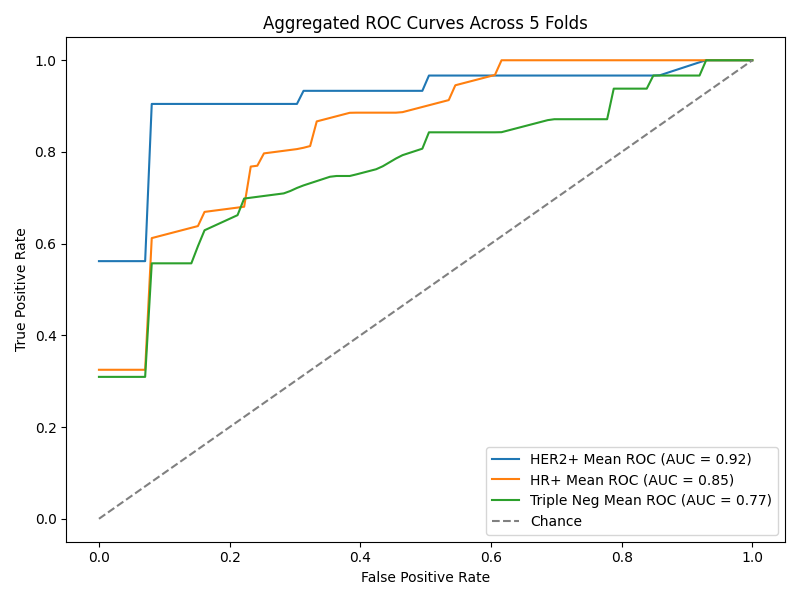 Aggregated ROC Curves Across 5 Folds
True Positive Rate
1.0
0.8
0.6
0.4
0.2
0.0
HER2+ Mean ROC (AUC = 0.92)
HR+ Mean ROC (AUC = 0.85)
Triple Neg Mean ROC (AUC = 0.77)
Chance
0.0 0.2 0.4 0.6 0.8 1.0
False Positive Rate